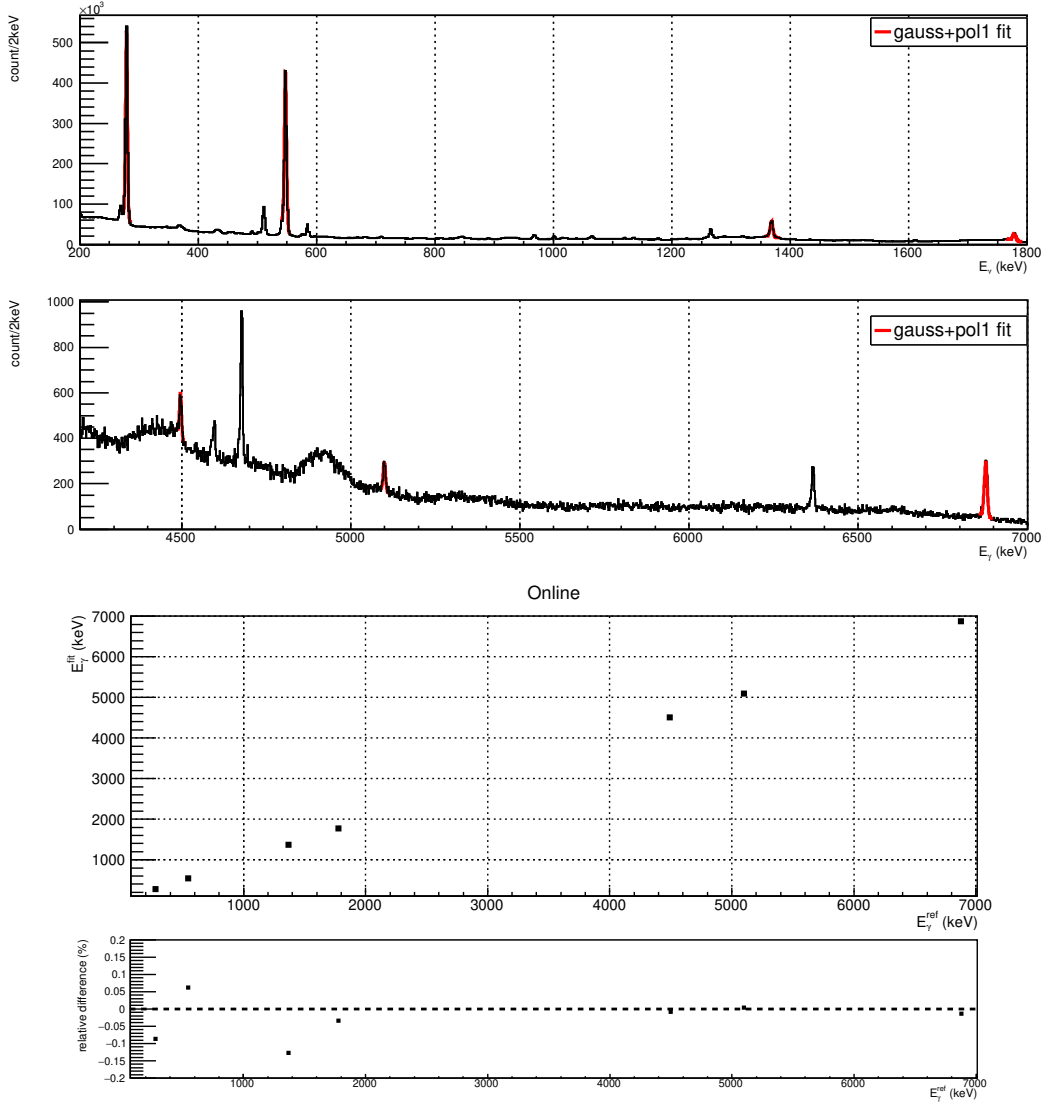 ×10³
count/2keV
500
400
300
200
100
0
gauss+pol1 fit
200 400 600 800 1000 1200 1400 1600 1800
E_γ (keV)
count/2keV
1000
800
600
400
200
0
gauss+pol1 fit
4500 5000 5500 6000 6500 7000
E_γ (keV)
Online
E_γ^fit (keV)
7000
6000
5000
4000
3000
2000
1000
1000 2000 3000 4000 5000 6000 7000
E_γ^ref (keV)
relative difference (%)
0.2
0.15
0.1
0.05
0
−0.05
−0.1
−0.15
−0.2
1000 2000 3000 4000 5000 6000 7000
E_γ^ref (keV)